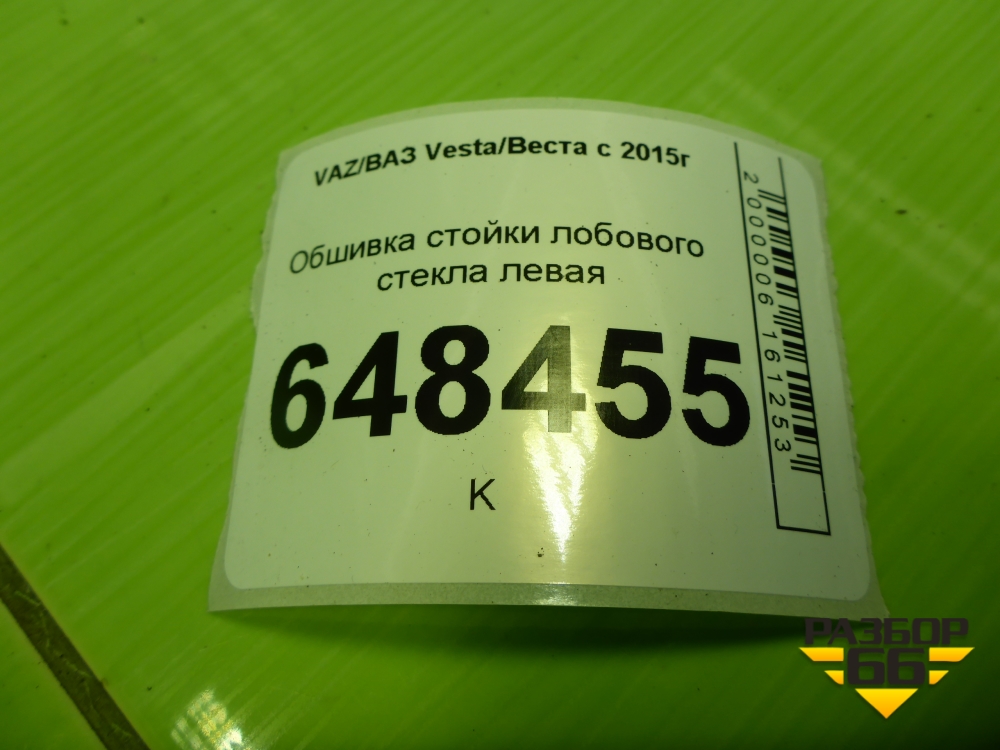 VAZ/ВАЗ Vesta/Веста с 2015г
Обшивка стойки лобового
стекла левая
648455
К
2000006161253
РАЗБОР
66